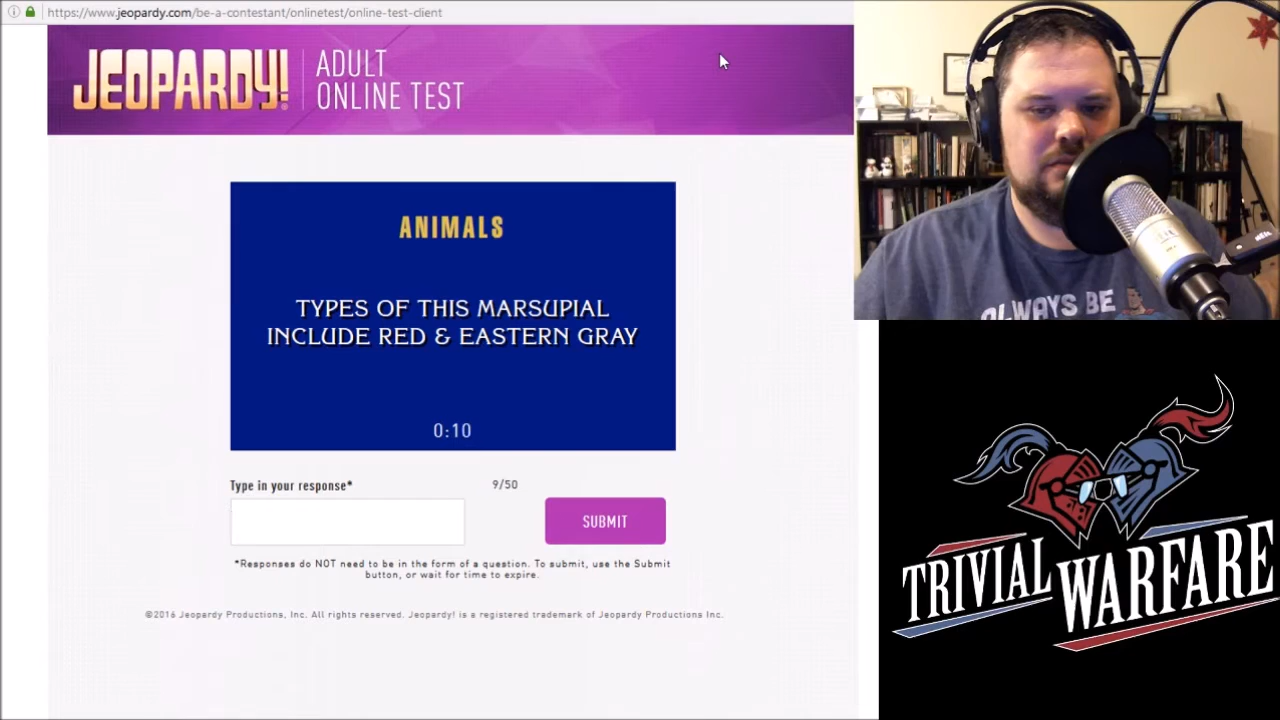 https://www.jeopardy.com/be-a-contestant/onlinetest/online-test-client
JEOPARDY!
ADULT
ONLINE TEST
ANIMALS
TYPES OF THIS MARSUPIAL
INCLUDE RED & EASTERN GRAY
0:10
Type in your response*
9/50
SUBMIT
*Responses do NOT need to be in the form of a question. To submit, use the Submit
button, or wait for time to expire.
©2016 Jeopardy Productions, Inc. All rights reserved. Jeopardy! is a registered trademark of Jeopardy Productions Inc.
ALWAYS BE
TRIVIAL
WARFARE